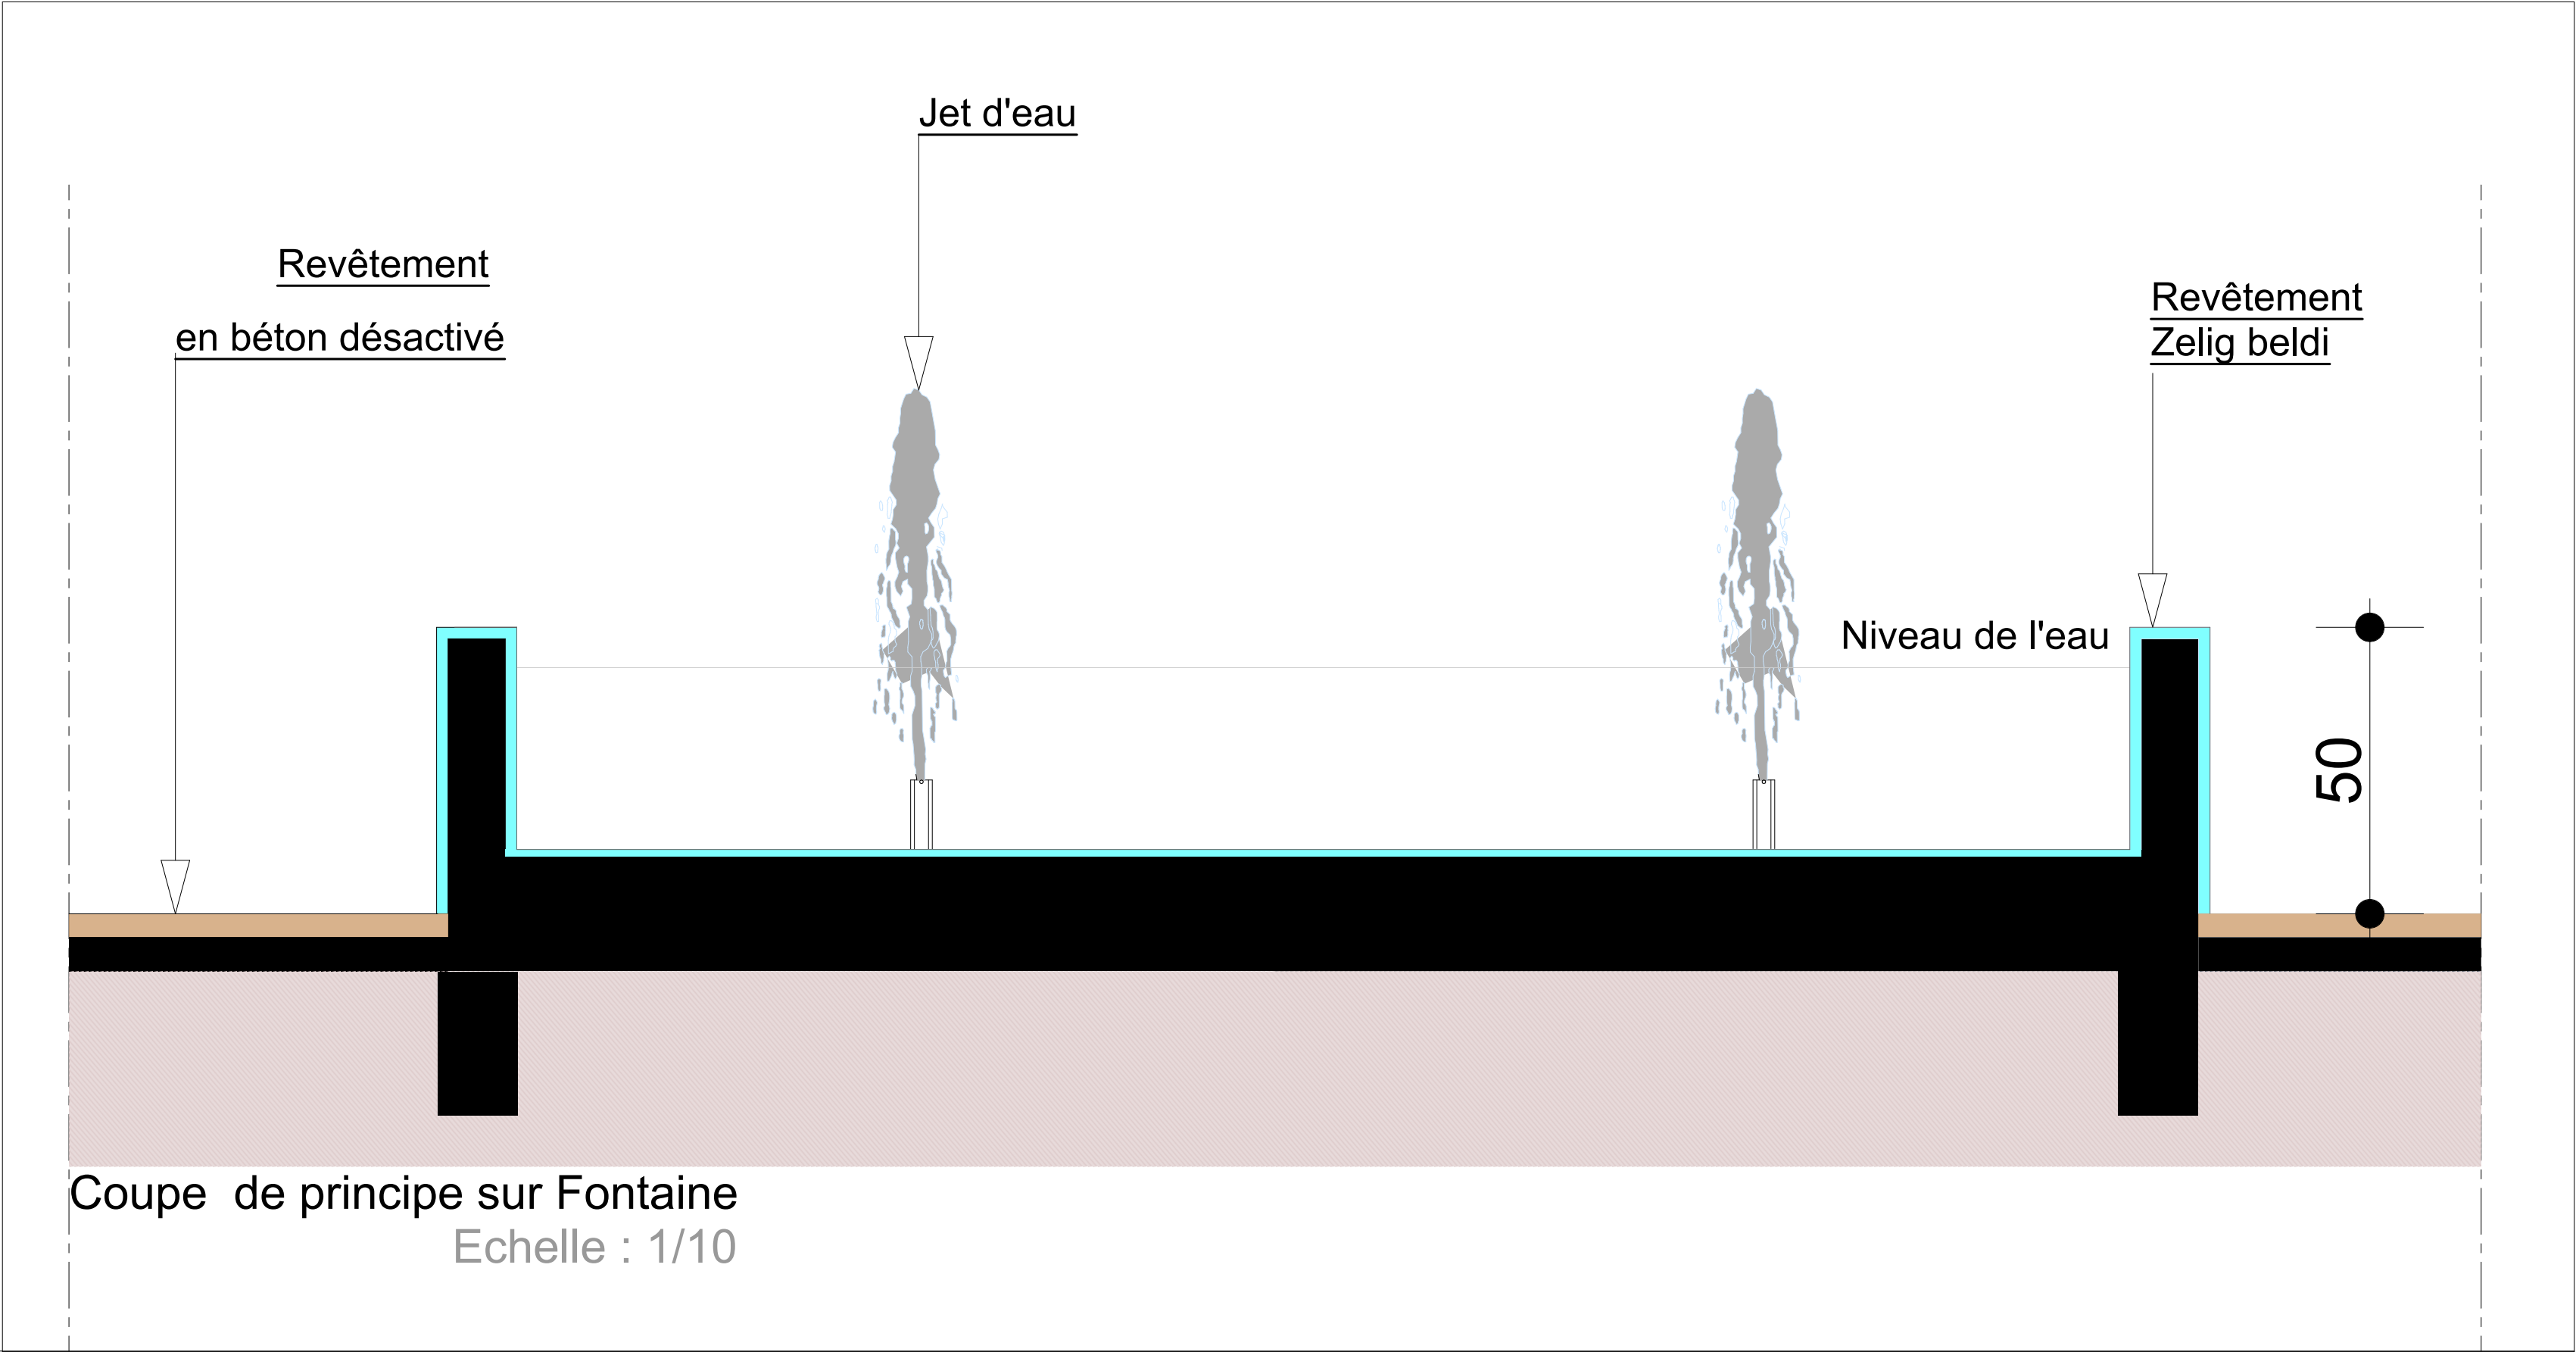 Jet d'eau
Revêtement
en béton désactivé
Revêtement
Zelig beldi
Niveau de l'eau
50
Coupe de principe sur Fontaine
Echelle : 1/10